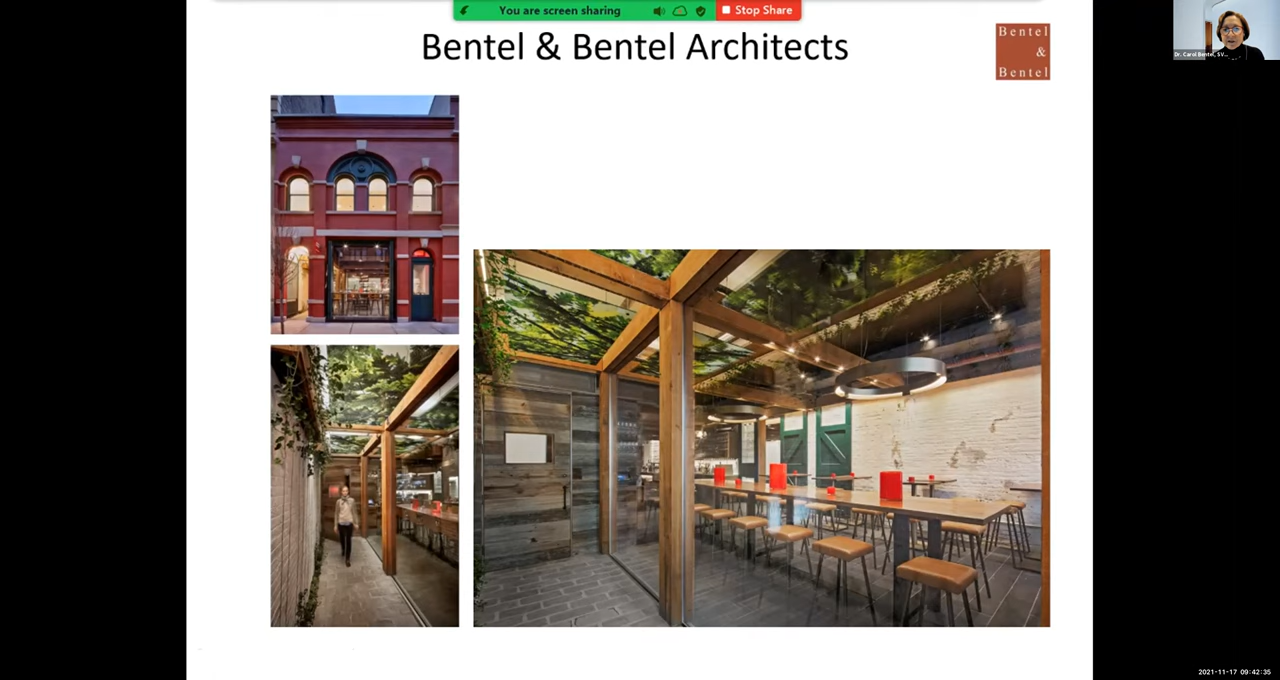 You are screen sharing
Stop Share
Bentel & Bentel Architects
Bentel
&
Bentel
Dr. Carol Bentel, SV...
2021-11-17 09:42:35